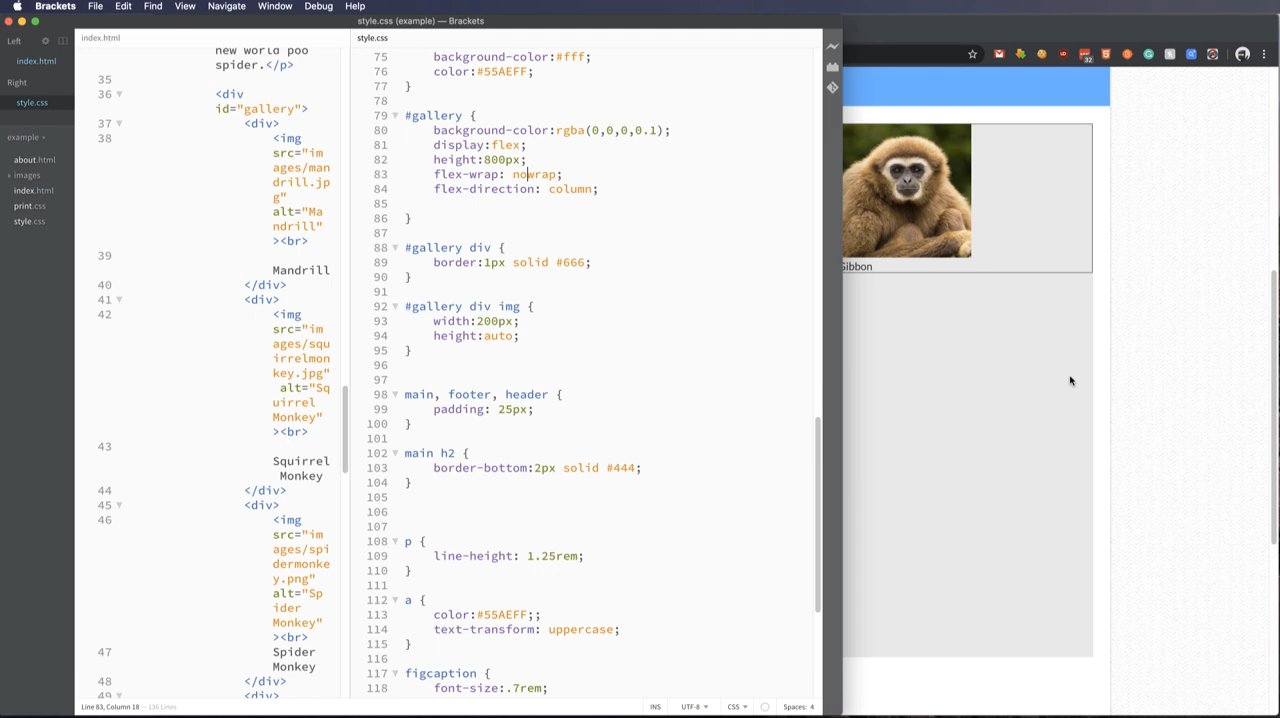 Brackets File Edit Find View Navigate Window Debug Help
style.css (example) — Brackets
Left
index.html
Right
style.css
example
about.html
images
index.html
print.css
style.css
index.html
new world poo
spider.</p>
35
36 <div
id="gallery">
37 <div>
38 <img
src="im
ages/man
drill.jp
g"
alt="Ma
ndrill"
><br>
39
Mandrill
40 </div>
41 <div>
42 <img
src="im
ages/squ
irrelmon
key.jpg"
alt="Sq
uirrel
Monkey"
><br>
43
Squirrel
Monkey
44 </div>
45 <div>
46 <img
src="im
ages/spi
dermonke
y.png"
alt="Sp
ider
Monkey"
><br>
47 Spider
Monkey
48 </div>
49 <div>
style.css
75 background-color:#fff;
76 color:#55AEFF;
77 }
78
79 #gallery {
80 background-color:rgba(0,0,0,0.1);
81 display:flex;
82 height:800px;
83 flex-wrap: nowrap;
84 flex-direction: column;
85
86 }
87
88 #gallery div {
89 border:1px solid #666;
90 }
91
92 #gallery div img {
93 width:200px;
94 height:auto;
95 }
96
97
98 main, footer, header {
99 padding: 25px;
100 }
101
102 main h2 {
103 border-bottom:2px solid #444;
104 }
105
106
107
108 p {
109 line-height: 1.25rem;
110 }
111
112 a {
113 color:#55AEFF;;
114 text-transform: uppercase;
115 }
116
117 figcaption {
118 font-size:.7rem;
Line 83, Column 18 — 136 Lines
INS UTF-8 CSS Spaces: 4
32
Gibbon